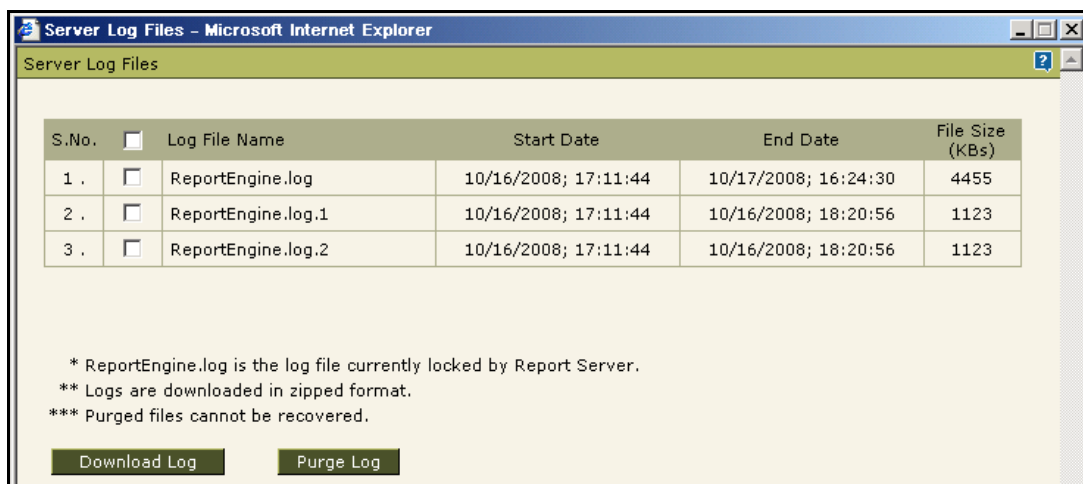 Server Log Files - Microsoft Internet Explorer
Server Log Files
S.No. Log File Name Start Date End Date File Size (KBs)
1 . ReportEngine.log 10/16/2008; 17:11:44 10/17/2008; 16:24:30 4455
2 . ReportEngine.log.1 10/16/2008; 17:11:44 10/16/2008; 18:20:56 1123
3 . ReportEngine.log.2 10/16/2008; 17:11:44 10/16/2008; 18:20:56 1123
* ReportEngine.log is the log file currently locked by Report Server.
** Logs are downloaded in zipped format.
*** Purged files cannot be recovered.
Download Log Purge Log